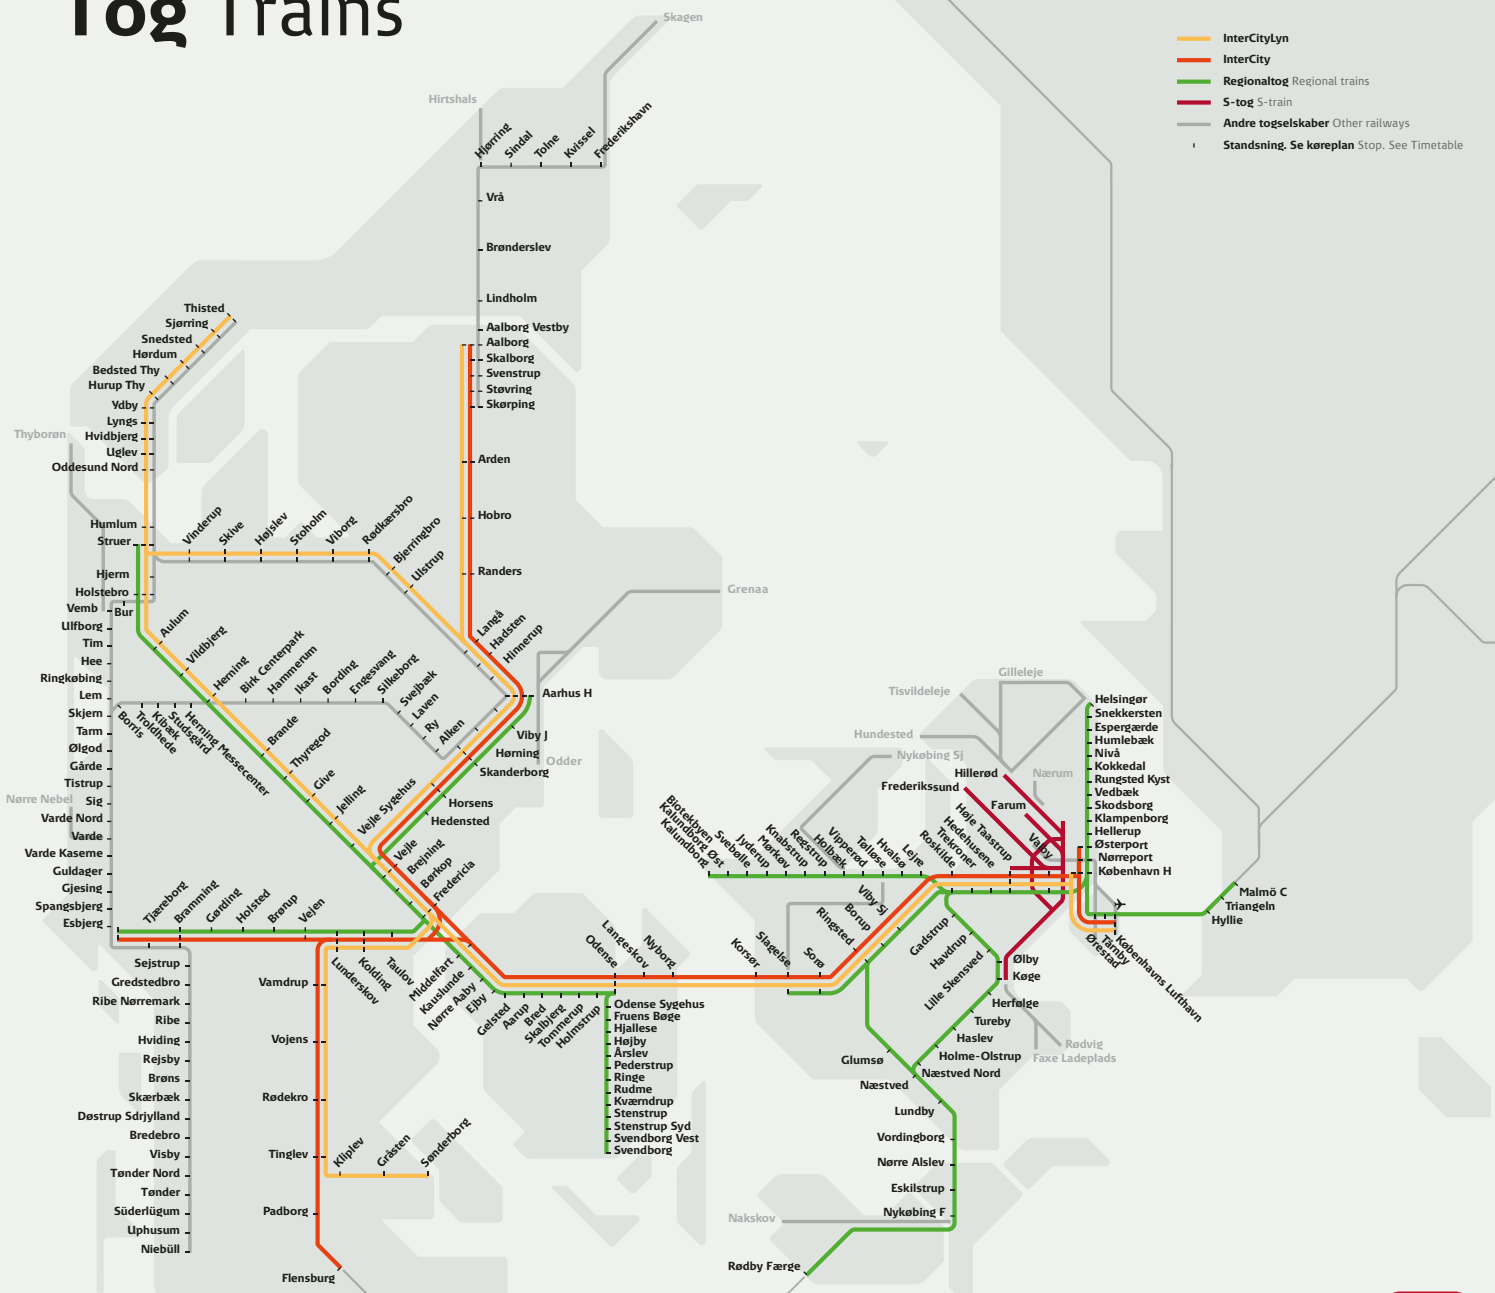 Tog Trains
InterCityLyn
InterCity
Regionaltog Regional trains
S-tog S-train
Andre togselskaber Other railways
Standsning. Se køreplan Stop. See Timetable
Skagen
Hirtshals
Hjørring
Sindal
Tolne
Kvissel
Frederikshavn
Vrå
Brønderslev
Lindholm
Aalborg Vestby
Aalborg
Skalborg
Svenstrup
Støvring
Skørping
Arden
Hobro
Randers
Langå
Hadsten
Hinnerup
Aarhus H
Thisted
Sjørring
Snedsted
Hørdum
Bedsted Thy
Hurup Thy
Ydby
Lyngs
Hvidbjerg
Uglev
Oddesund Nord
Thyborøn
Humlum
Struer
Hjerm
Holstebro
Vemb
Bur
Ulfborg
Tim
Hee
Ringkøbing
Lem
Skjern
Tarm
Ølgod
Gårde
Tistrup
Sig
Nørre Nebel
Varde Nord
Varde
Varde Kaserne
Guldager
Gjesing
Spangsbjerg
Esbjerg
Vinderup
Skive
Højslev
Stoholm
Viborg
Rødkærsbro
Bjerringbro
Ulstrup
Grenaa
Odder
Aulum
Vildbjerg
Herning
Birk Centerpark
Hammerum
Ikast
Bording
Engesvang
Silkeborg
Svejbæk
Laven
Ry
Alken
Borris
Troldhede
Kibæk
Studsgård
Herning Messecenter
Brande
Thyregod
Give
Jelling
Vejle Sygehus
Viby J
Hørning
Skanderborg
Horsens
Hedensted
Vejle
Brejning
Børkop
Fredericia
Tjæreborg
Bramming
Gørding
Holsted
Brørup
Vejen
Lunderskov
Kolding
Taulov
Middelfart
Kauslunde
Nørre Aaby
Ejby
Gelsted
Aarup
Bred
Skalbjerg
Tommerup
Holmstrup
Odense
Langeskov
Nyborg
Korsør
Slagelse
Sorø
Ringsted
Borup
Viby Sj
Odense Sygehus
Fruens Bøge
Hjallese
Højby
Årslev
Pederstrup
Ringe
Rudme
Kværndrup
Stenstrup
Stenstrup Syd
Svendborg Vest
Svendborg
Sejstrup
Gredstedbro
Ribe Nørremark
Ribe
Hviding
Rejsby
Brøns
Skærbæk
Døstrup Sdrjylland
Bredebro
Visby
Tønder Nord
Tønder
Süderlügum
Uphusum
Niebüll
Vamdrup
Vojens
Rødekro
Tinglev
Padborg
Flensburg
Kliplev
Gråsten
Sønderborg
Gilleleje
Tisvildeleje
Hundested
Nykøbing Sj
Nærum
Hillerød
Frederikssund
Farum
Høje Taastrup
Hedehusene
Trekroner
Roskilde
Valby
Kalundborg
Kalundborg Øst
Biotekbyen
Svebølle
Jyderup
Mørkøv
Knabstrup
Regstrup
Holbæk
Vipperød
Tølløse
Hvalsø
Lejre
Helsingør
Snekkersten
Espergærde
Humlebæk
Nivå
Kokkedal
Rungsted Kyst
Vedbæk
Skodsborg
Klampenborg
Hellerup
Østerport
Nørreport
København H
Ørestad
Tårnby
Københavns Lufthavn
Malmö C
Triangeln
Hyllie
Gadstrup
Havdrup
Lille Skensved
Ølby
Køge
Herfølge
Tureby
Haslev
Holme-Olstrup
Næstved Nord
Rødvig
Faxe Ladeplads
Glumsø
Næstved
Lundby
Vordingborg
Nørre Alslev
Eskilstrup
Nykøbing F
Nakskov
Rødby Færge